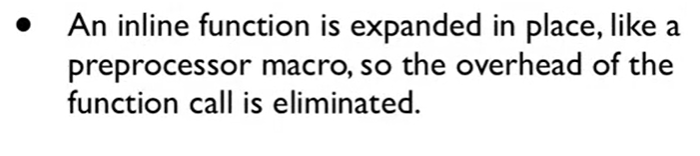 • An inline function is expanded in place, like a
preprocessor macro, so the overhead of the
function call is eliminated.